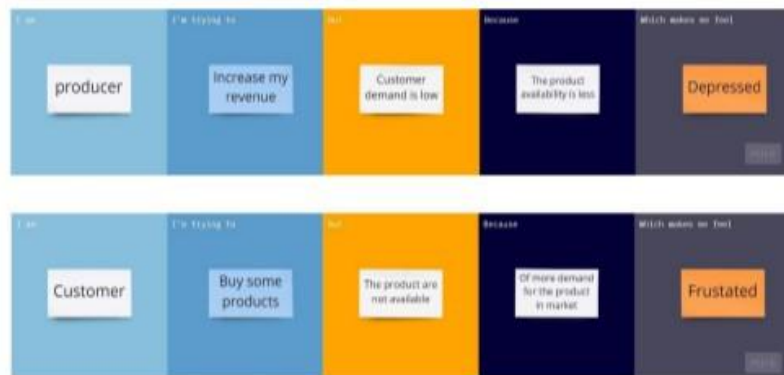 I am
I'm trying to
But
Because
Which makes me feel
producer
Increase my
revenue
Customer
demand is low
The product
availability is less
Depressed
I am
I'm trying to
But
Because
Which makes me feel
Customer
Buy some
products
The product are
not available
Of more demand
for the product
in market
Frustated